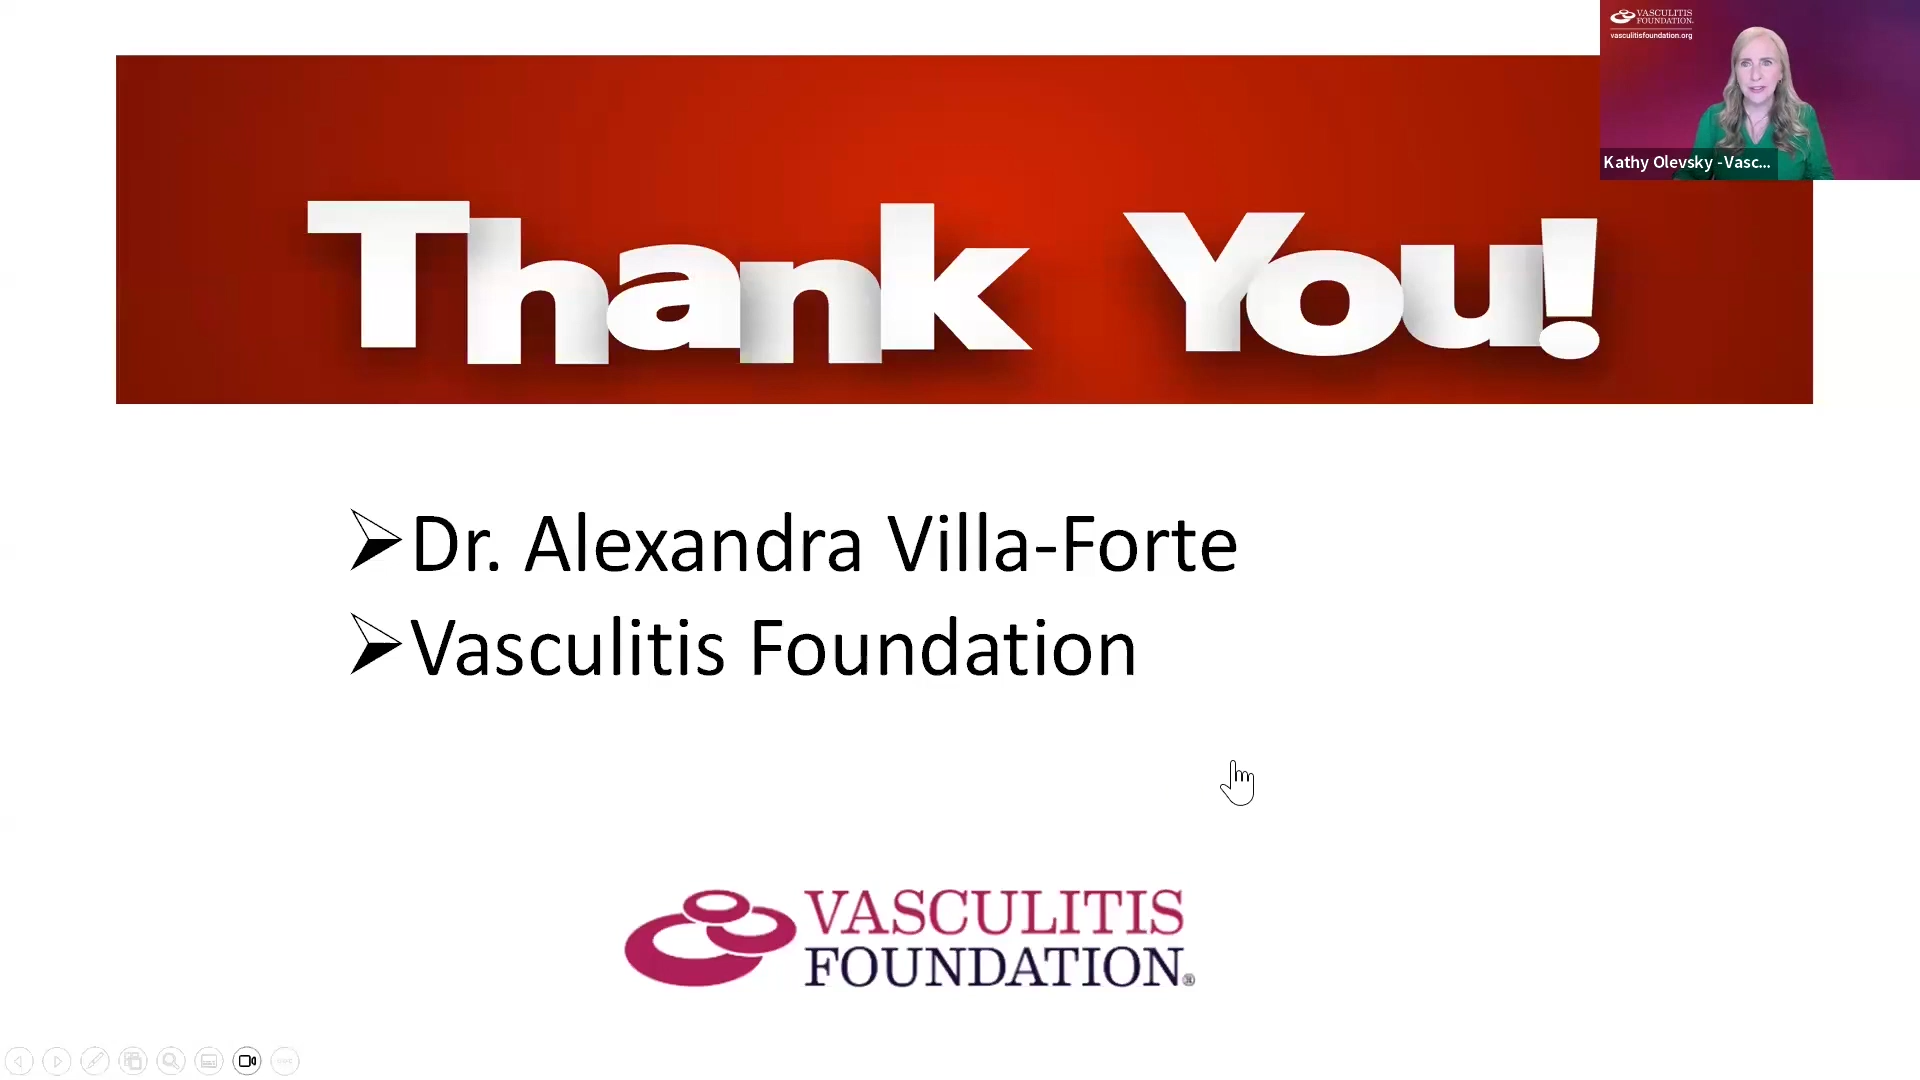 VASCULITIS
FOUNDATION
vasculitisfoundation.org
Kathy Olevsky -Vasc...
Thank You!
Dr. Alexandra Villa-Forte
Vasculitis Foundation
VASCULITIS
FOUNDATION®